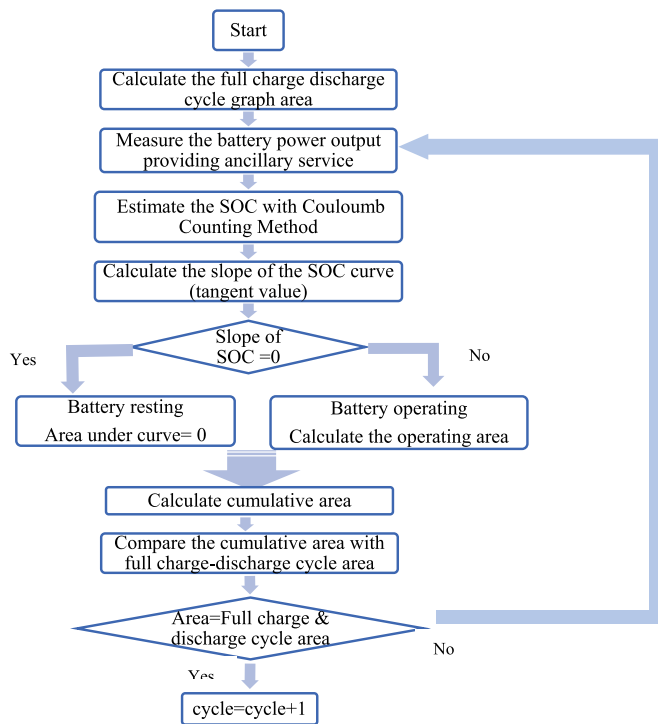 Start
Calculate the full charge discharge
cycle graph area
Measure the battery power output
providing ancillary service
Estimate the SOC with Couloumb
Counting Method
Calculate the slope of the SOC curve
(tangent value)
Slope of
SOC =0
Yes
No
Battery resting
Area under curve= 0
Battery operating
Calculate the operating area
Calculate cumulative area
Compare the cumulative area with
full charge-discharge cycle area
Area=Full charge &
discharge cycle area
No
Yes
cycle=cycle+1